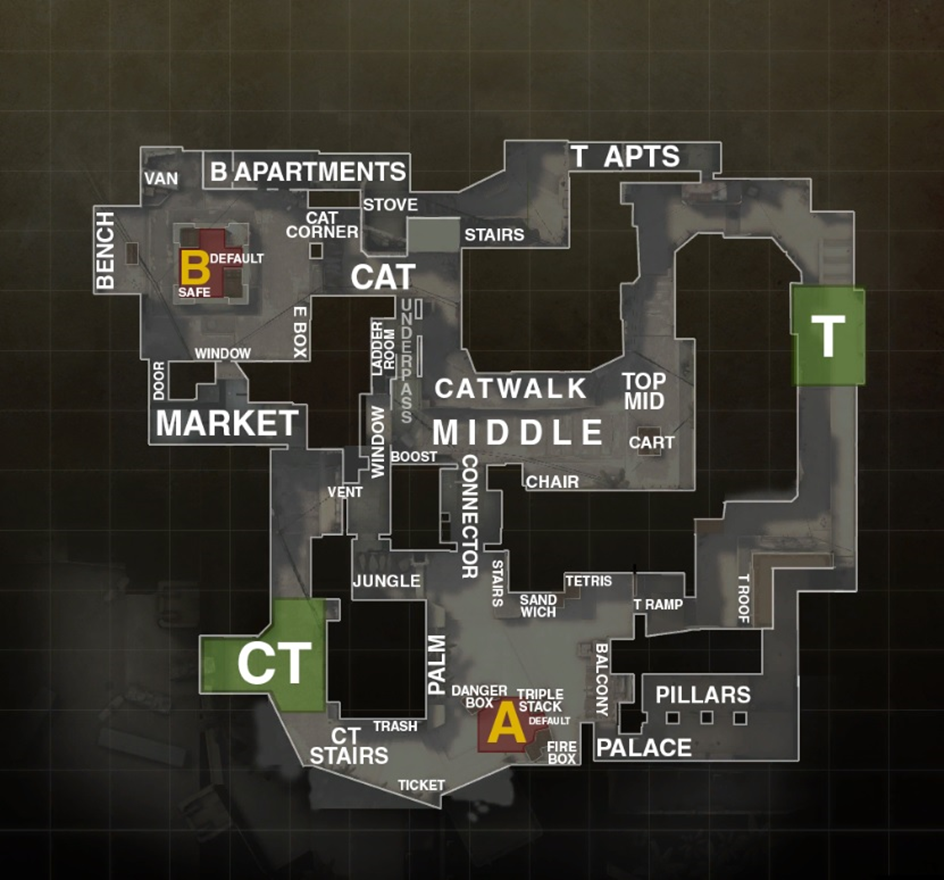 T APTS
B APARTMENTS
VAN
STOVE
CAT
CORNER
STAIRS
BENCH
DEFAULT
B
SAFE
CAT
E BOX
UNDERPASS
LADDER
ROOM
T
WINDOW
DOOR
CATWALK
TOP
MID
MARKET
MIDDLE
CART
WINDOW
BOOST
CONNECTOR
CHAIR
VENT
JUNGLE
STAIRS
TETRIS
SAND
WICH
T RAMP
T ROOF
CT
PALM
BALCONY
DANGER
BOX
TRIPLE
STACK
DEFAULT
A
PILLARS
TRASH
CT
STAIRS
FIRE
BOX
PALACE
TICKET